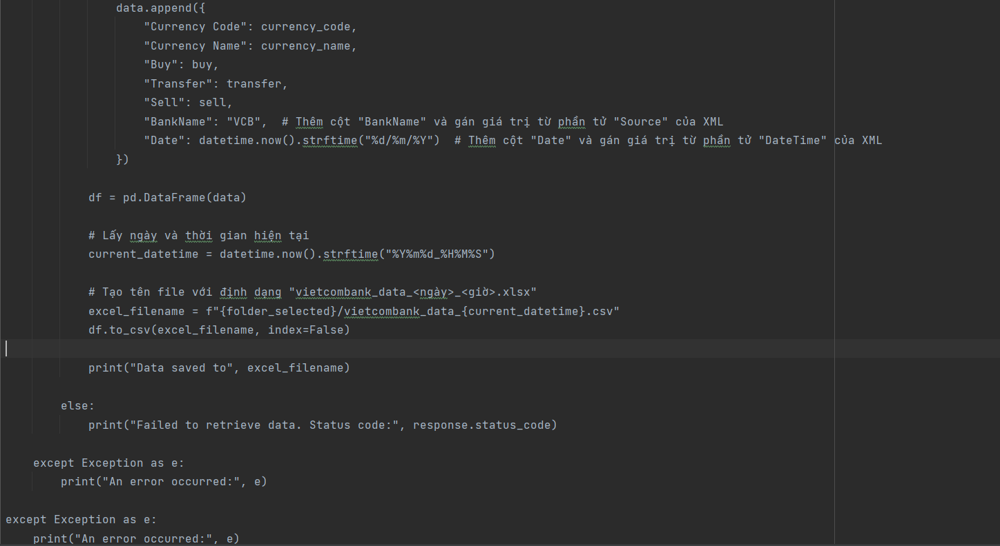 data.append({
"Currency Code": currency_code,
"Currency Name": currency_name,
"Buy": buy,
"Transfer": transfer,
"Sell": sell,
"BankName": "VCB",  # Thêm cột "BankName" và gán giá trị từ phần tử "Source" của XML
"Date": datetime.now().strftime("%d/%m/%Y")  # Thêm cột "Date" và gán giá trị từ phần tử "DateTime" của XML
})
df = pd.DataFrame(data)
# Lấy ngày và thời gian hiện tại
current_datetime = datetime.now().strftime("%Y%m%d_%H%M%S")
# Tạo tên file với định dạng "vietcombank_data_<ngày>_<giờ>.xlsx"
excel_filename = f"{folder_selected}/vietcombank_data_{current_datetime}.csv"
df.to_csv(excel_filename, index=False)
print("Data saved to", excel_filename)
else:
print("Failed to retrieve data. Status code:", response.status_code)
except Exception as e:
print("An error occurred:", e)
except Exception as e:
print("An error occurred:", e)